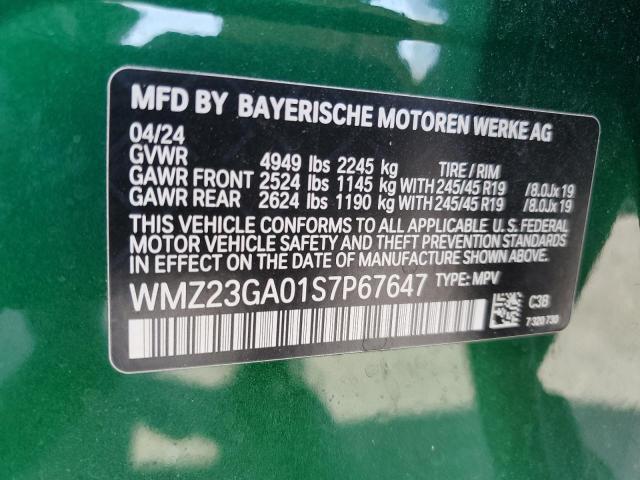 MFD BY BAYERISCHE MOTOREN WERKE AG
04/24
GVWR 4949 lbs 2245 kg TIRE / RIM
GAWR FRONT 2524 lbs 1145 kg WITH 245/45 R19 /8.0Jx19
GAWR REAR 2624 lbs 1190 kg WITH 245/45 R19 /8.0Jx19
THIS VEHICLE CONFORMS TO ALL APPLICABLE U. S. FEDERAL
MOTOR VEHICLE SAFETY AND THEFT PREVENTION STANDARDS
IN EFFECT ON THE DATE OF MANUFACTURE SHOWN ABOVE.
WMZ23GA01S7P67647 TYPE: MPV
C3B
7320730